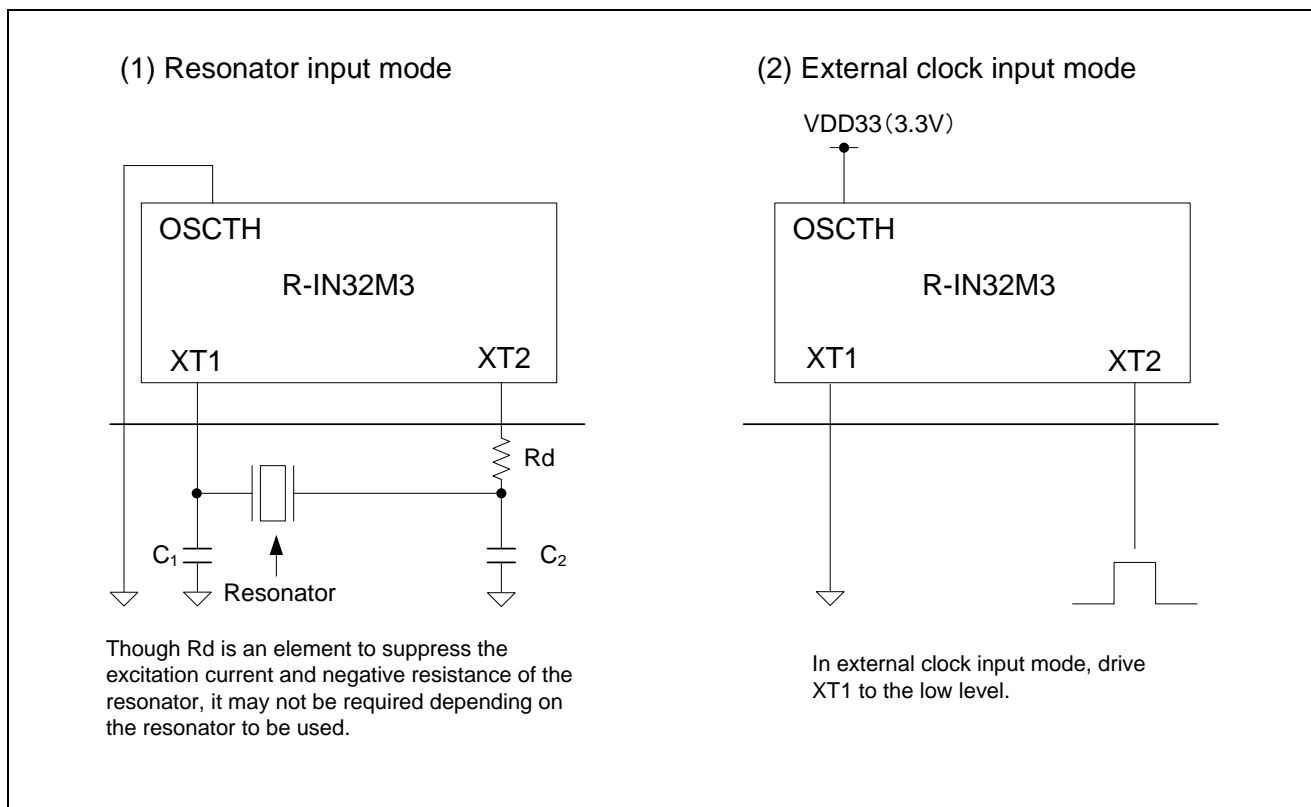 (1) Resonator input mode
OSCTH
R-IN32M3
XT1
XT2
Rd
C₁
C₂
Resonator
Though Rd is an element to suppress the
excitation current and negative resistance of the
resonator, it may not be required depending on
the resonator to be used.
(2) External clock input mode
VDD33(3.3V)
OSCTH
R-IN32M3
XT1
XT2
In external clock input mode, drive
XT1 to the low level.